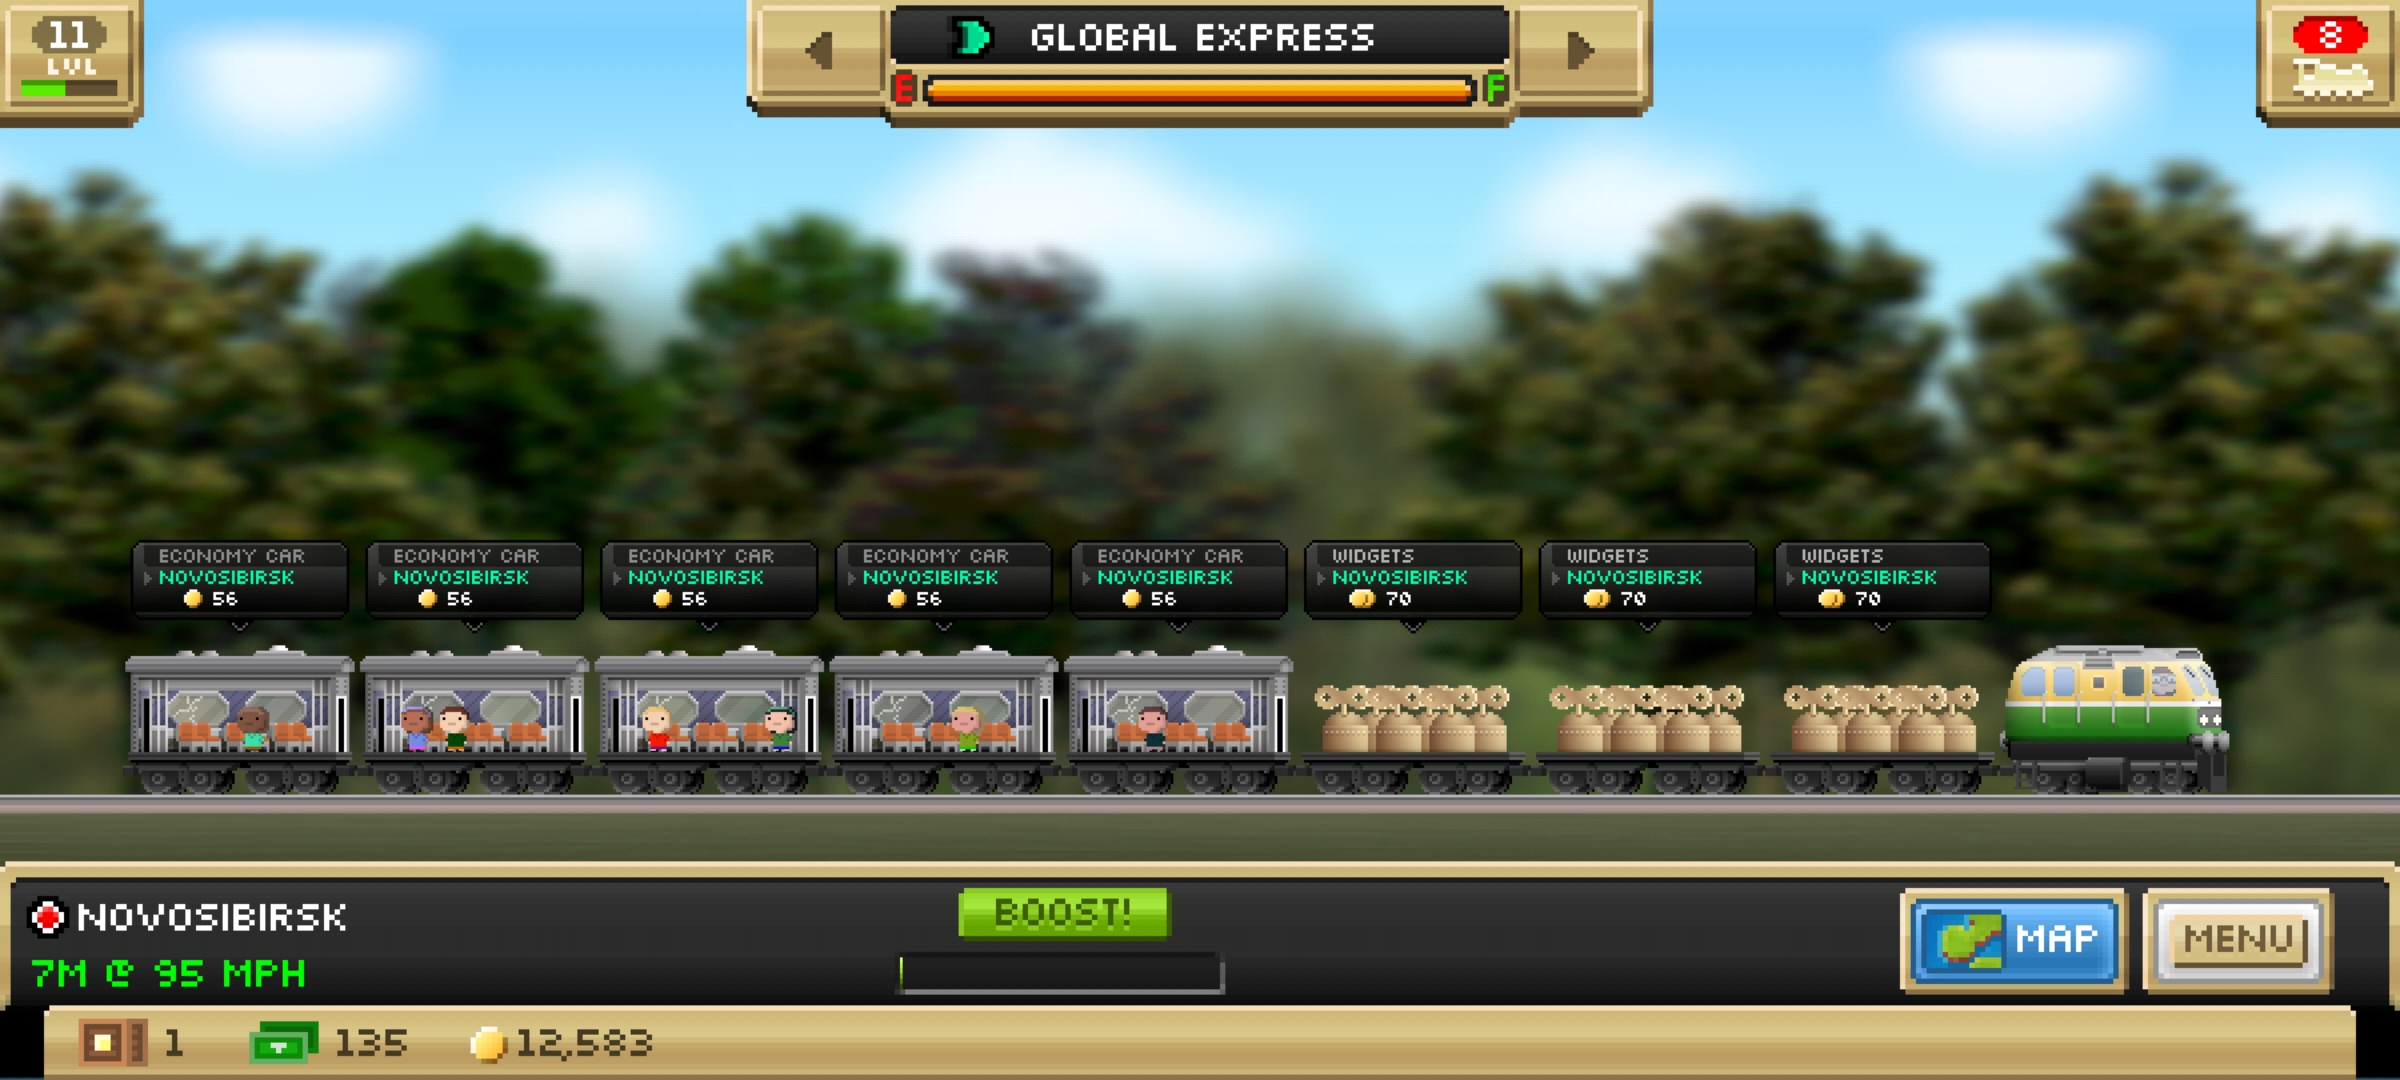 11
LVL
GLOBAL EXPRESS
E F
8
ECONOMY CAR
NOVOSIBIRSK
56
ECONOMY CAR
NOVOSIBIRSK
56
ECONOMY CAR
NOVOSIBIRSK
56
ECONOMY CAR
NOVOSIBIRSK
56
ECONOMY CAR
NOVOSIBIRSK
56
WIDGETS
NOVOSIBIRSK
70
WIDGETS
NOVOSIBIRSK
70
WIDGETS
NOVOSIBIRSK
70
NOVOSIBIRSK
7M @ 95 MPH
BOOST!
MAP
MENU
1
135
12,583